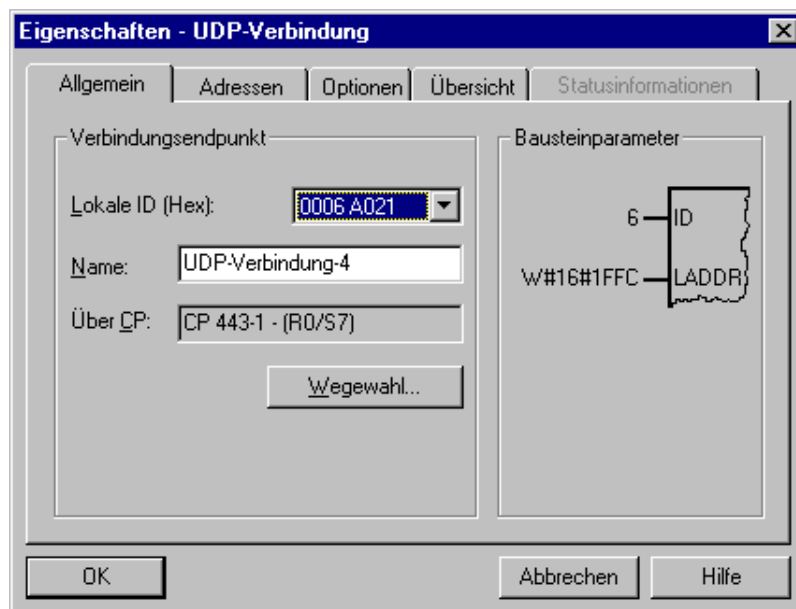 Eigenschaften - UDP-Verbindung
Allgemein Adressen Optionen Übersicht Statusinformationen
Verbindungsendpunkt
Lokale ID (Hex): 0006 A021
Name: UDP-Verbindung-4
Über CP: CP 443-1 - (R0/S7)
Wegewahl...
Bausteinparameter
6 ID
W#16#1FFC LADDR
OK Abbrechen Hilfe